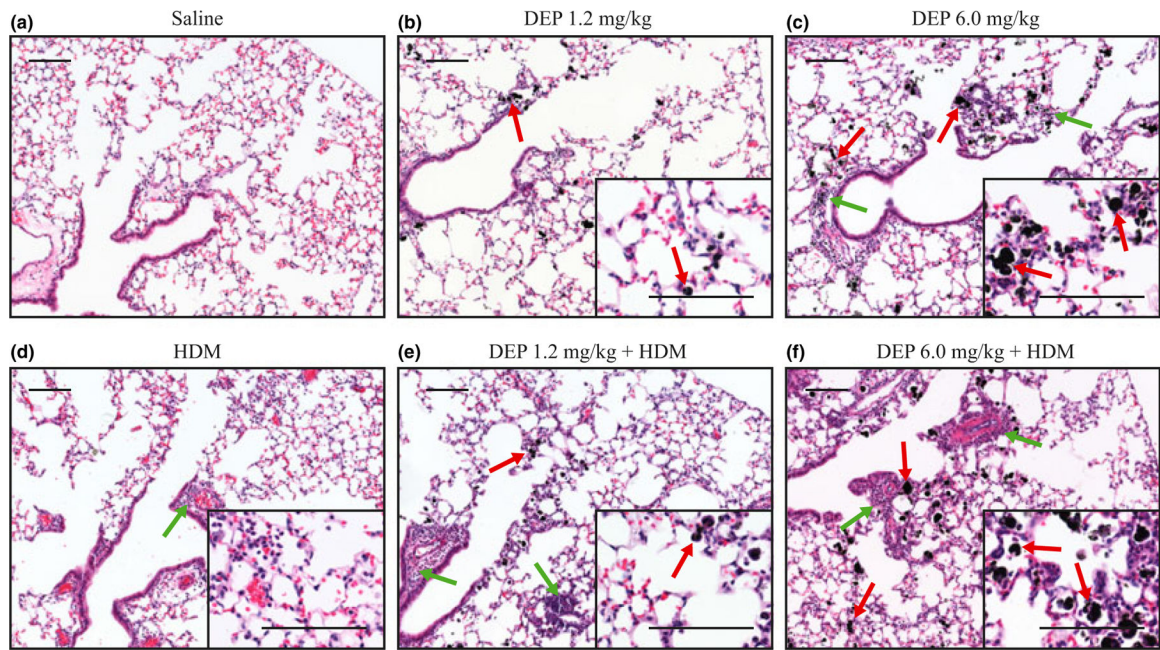 (a) Saline
(b) DEP 1.2 mg/kg
(c) DEP 6.0 mg/kg
(d) HDM
(e) DEP 1.2 mg/kg + HDM
(f) DEP 6.0 mg/kg + HDM